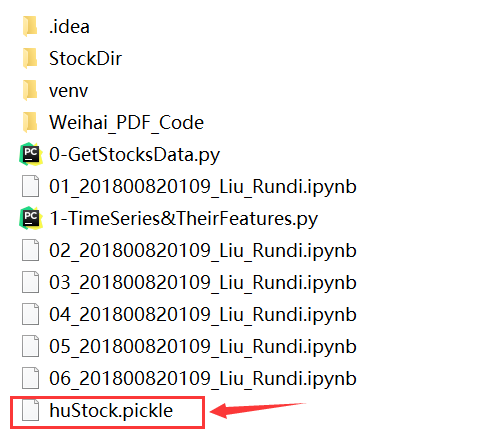 .idea
StockDir
venv
Weihai_PDF_Code
PC 0-GetStocksData.py
01_201800820109_Liu_Rundi.ipynb
PC 1-TimeSeries&TheirFeatures.py
02_201800820109_Liu_Rundi.ipynb
03_201800820109_Liu_Rundi.ipynb
04_201800820109_Liu_Rundi.ipynb
05_201800820109_Liu_Rundi.ipynb
06_201800820109_Liu_Rundi.ipynb
huStock.pickle